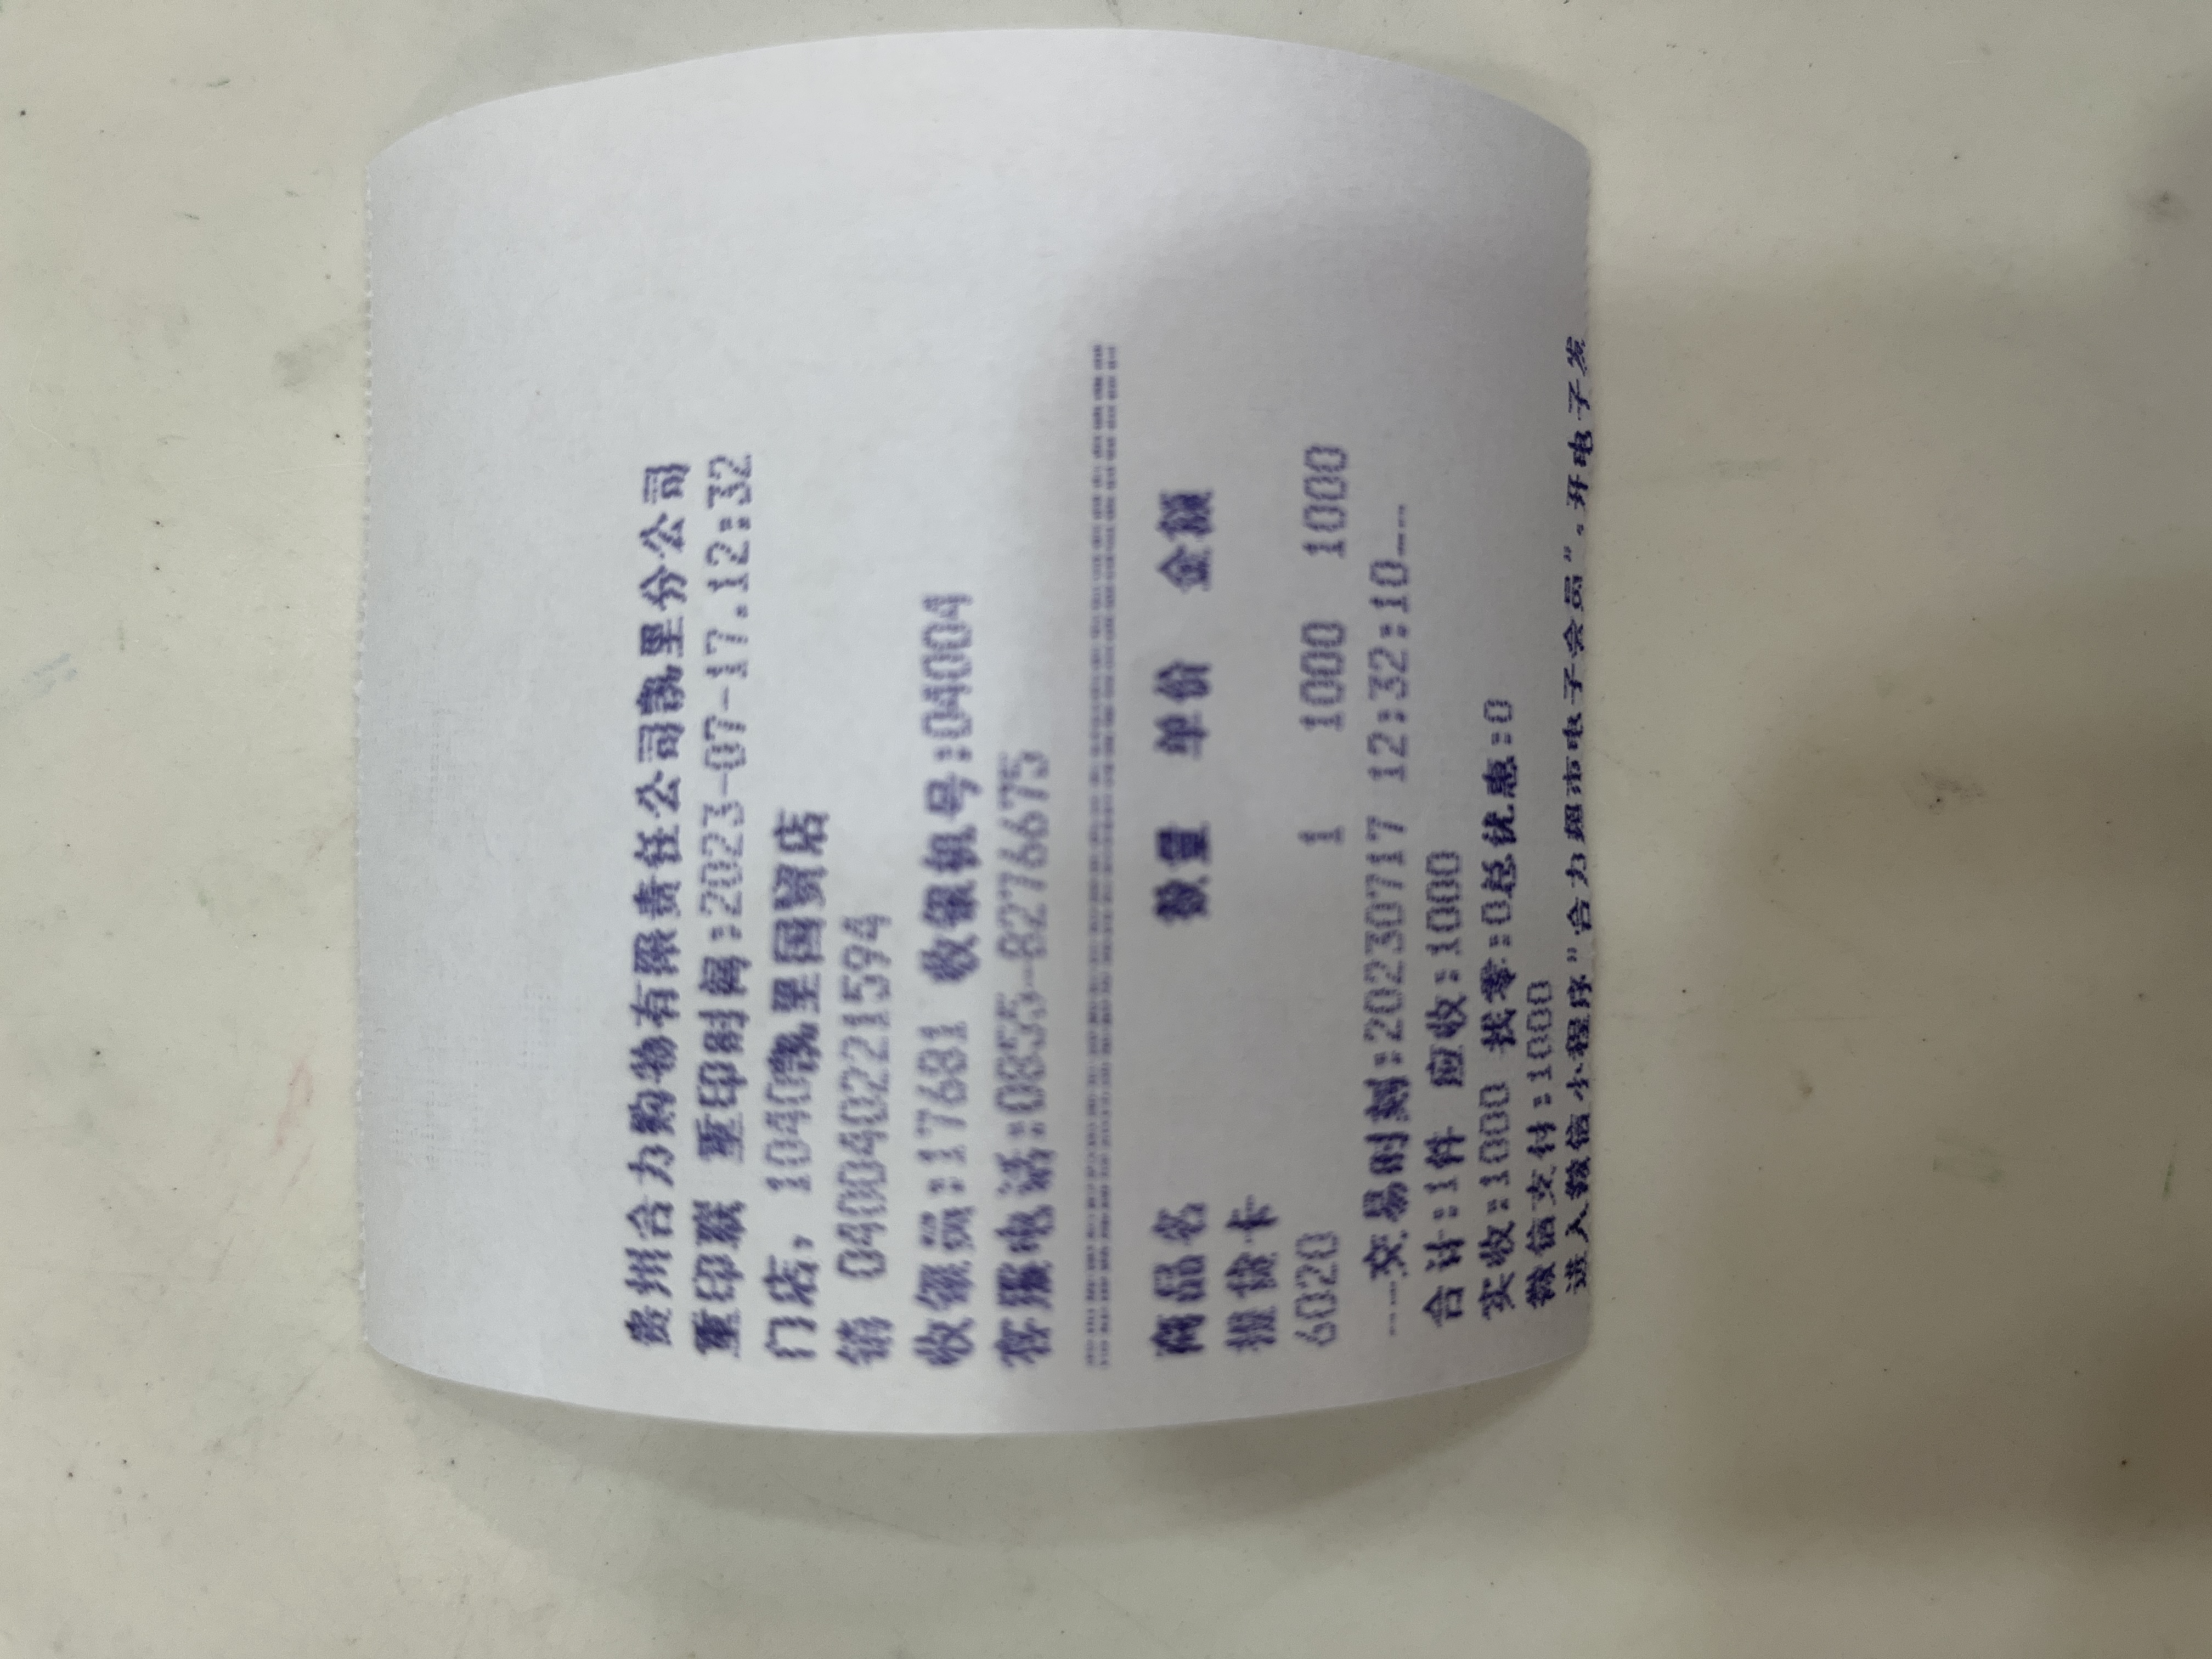 贵州合力购物有限责任公司凯里分公司
重印联 重印时间:2023-07-17.12:32
门店, 1040凯里国贸店
销 0400040221594
收银员:17681 收银机号:04004
客服电话:0855-8276675
================================
商品名 数量 单价 金额
提货卡
6020 1 1000 1000
---交易时刻:20230717 12:32:10---
合计:1件 应收:1000
实收:1000 找零:0总优惠:0
微信支付:1000
进入微信小程序"合力超市电子会员",开电子发